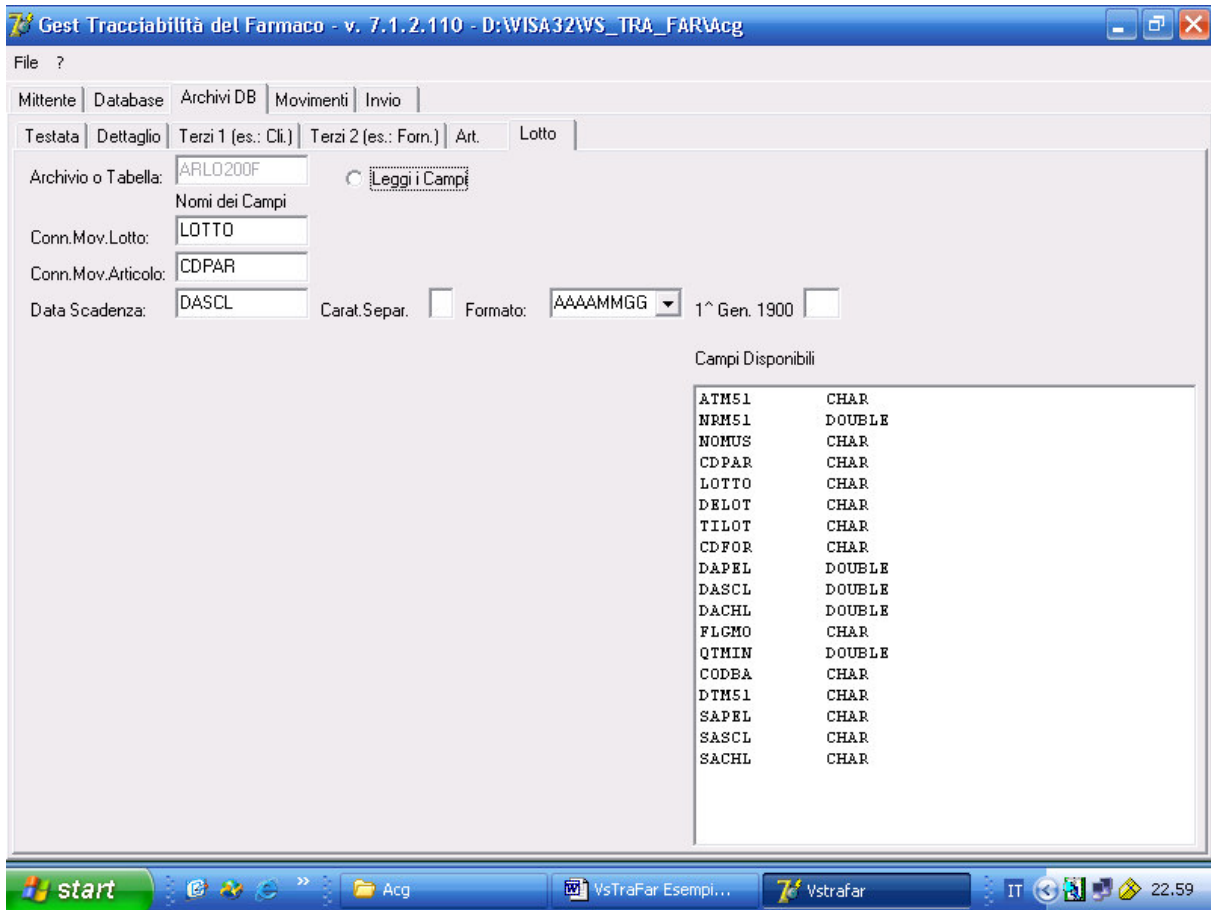 Gest Tracciabilità del Farmaco - v. 7.1.2.110 - D:\VISA32\VS_TRA_FAR\Acg
File ?
Mittente Database Archivi DB Movimenti Invio
Testata Dettaglio Terzi 1 (es.: Cli.) Terzi 2 (es.: Forn.) Art. Lotto
Archivio o Tabella: ARLO200F Leggi i Campi
Nomi dei Campi
Conn.Mov.Lotto: LOTTO
Conn.Mov.Articolo: CDPAR
Data Scadenza: DASCL Carat.Separ. Formato: AAAAMMGG 1^ Gen. 1900
Campi Disponibili
ATM51 CHAR
NRM51 DOUBLE
NOMUS CHAR
CDPAR CHAR
LOTTO CHAR
DELOT CHAR
TILOT CHAR
CDFOR CHAR
DAPEL DOUBLE
DASCL DOUBLE
DACHL DOUBLE
FLGMO CHAR
QTMIN DOUBLE
CODBA CHAR
DTM51 CHAR
SAPEL CHAR
SASCL CHAR
SACHL CHAR
start » Acg VsTraFar Esempi... Vstrafar IT 22.59